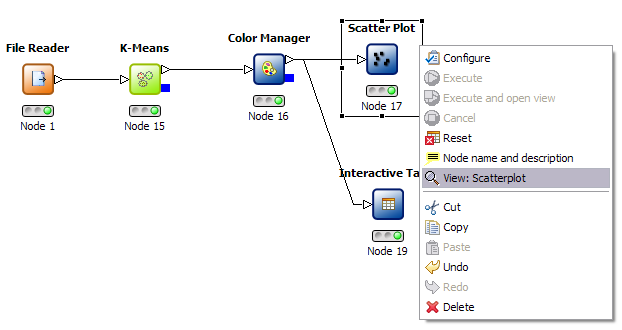 File Reader
Node 1
K-Means
Node 15
Color Manager
Node 16
Scatter Plot
Node 17
Interactive Ta
Node 19
Configure
Execute
Execute and open view
Cancel
Reset
Node name and description
View: Scatterplot
Cut
Copy
Paste
Undo
Redo
Delete